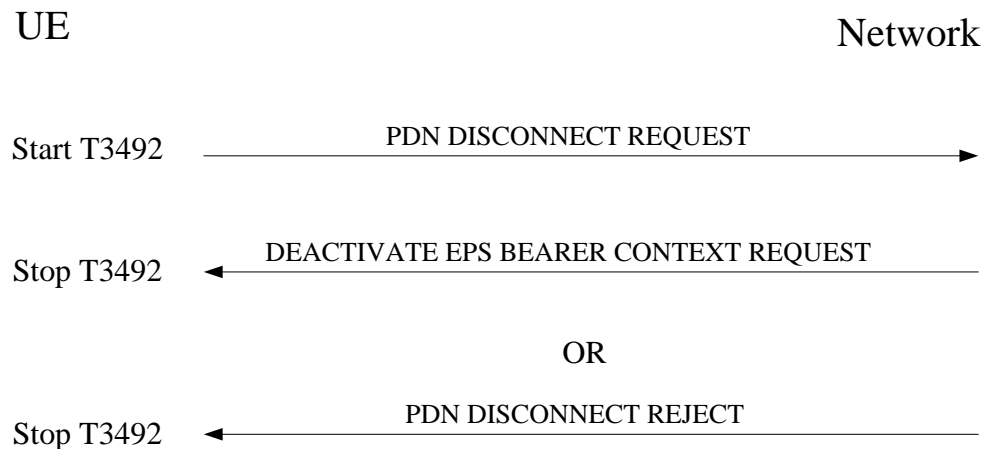 UE
Network
Start T3492
PDN DISCONNECT REQUEST
DEACTIVATE EPS BEARER CONTEXT REQUEST
Stop T3492
OR
PDN DISCONNECT REJECT
Stop T3492